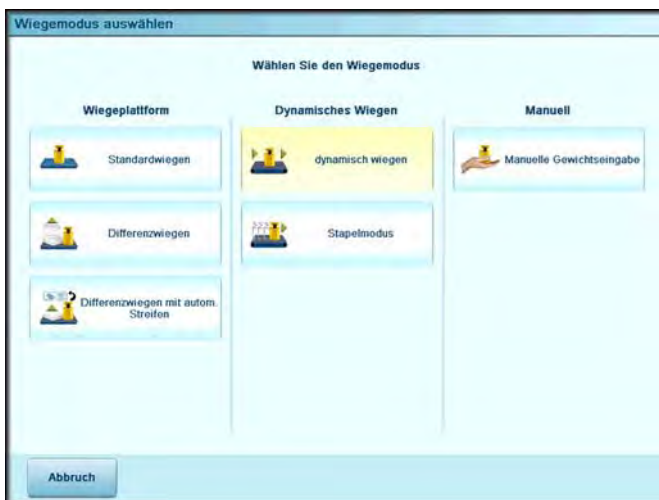 Wiegemodus auswählen
Wählen Sie den Wiegemodus
Wiegeplattform
Standardwiegen
Differenzwiegen
Differenzwiegen mit autom.
Streifen
Dynamisches Wiegen
dynamisch wiegen
Stapelmodus
Manuell
Manuelle Gewichtseingabe
Abbruch